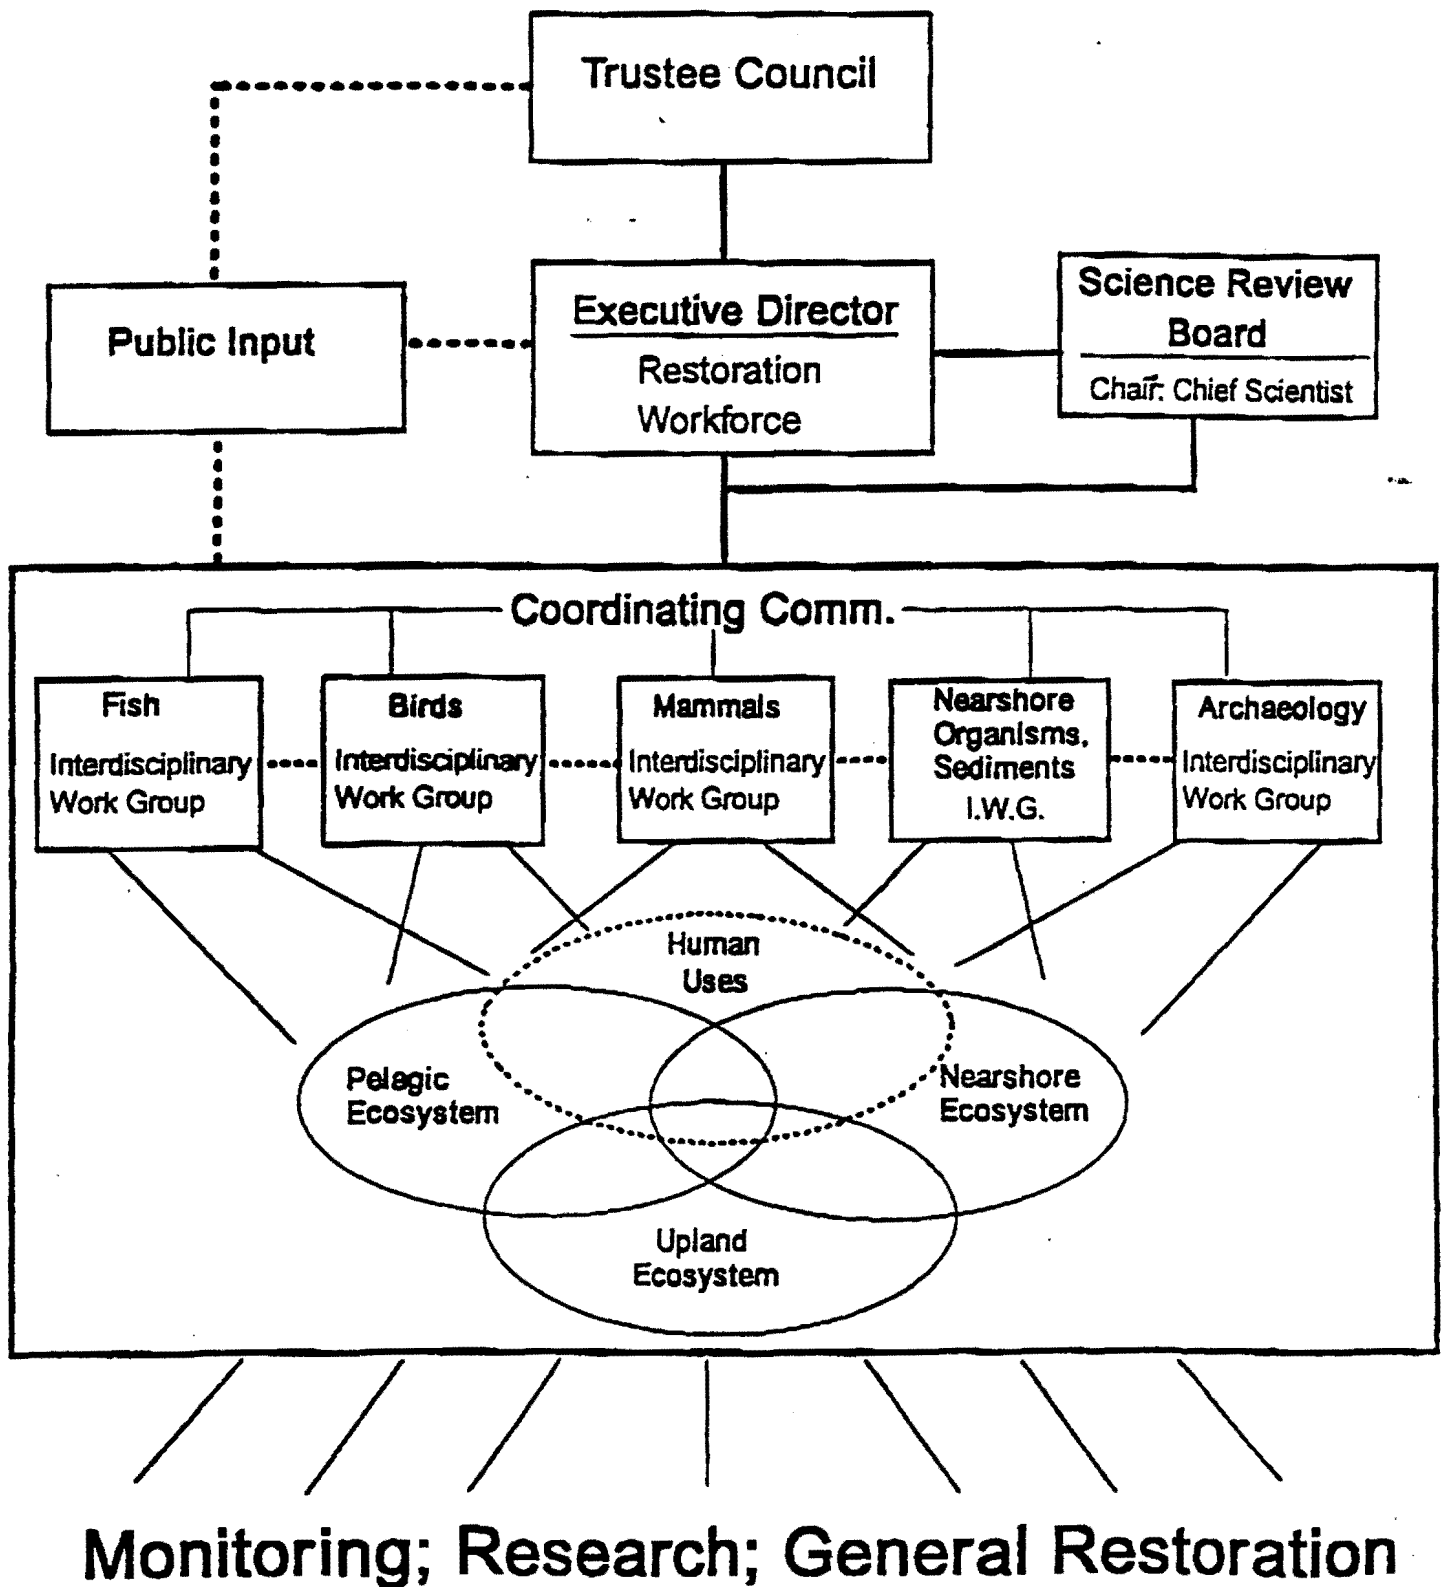 Trustee Council
Public Input
Executive Director
Restoration
Workforce
Science Review
Board
Chair: Chief Scientist
Coordinating Comm.
Fish
Interdisciplinary
Work Group
Birds
Interdisciplinary
Work Group
Mammals
Interdisciplinary
Work Group
Nearshore
Organisms,
Sediments
I.W.G.
Archaeology
Interdisciplinary
Work Group
Human
Uses
Pelagic
Ecosystem
Nearshore
Ecosystem
Upland
Ecosystem
Monitoring; Research; General Restoration